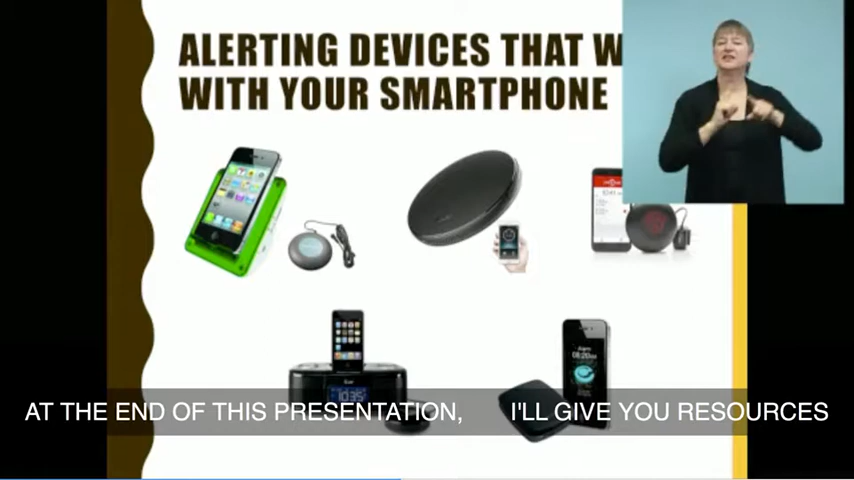 ALERTING DEVICES THAT W
WITH YOUR SMARTPHONE
AT THE END OF THIS PRESENTATION, I'LL GIVE YOU RESOURCES